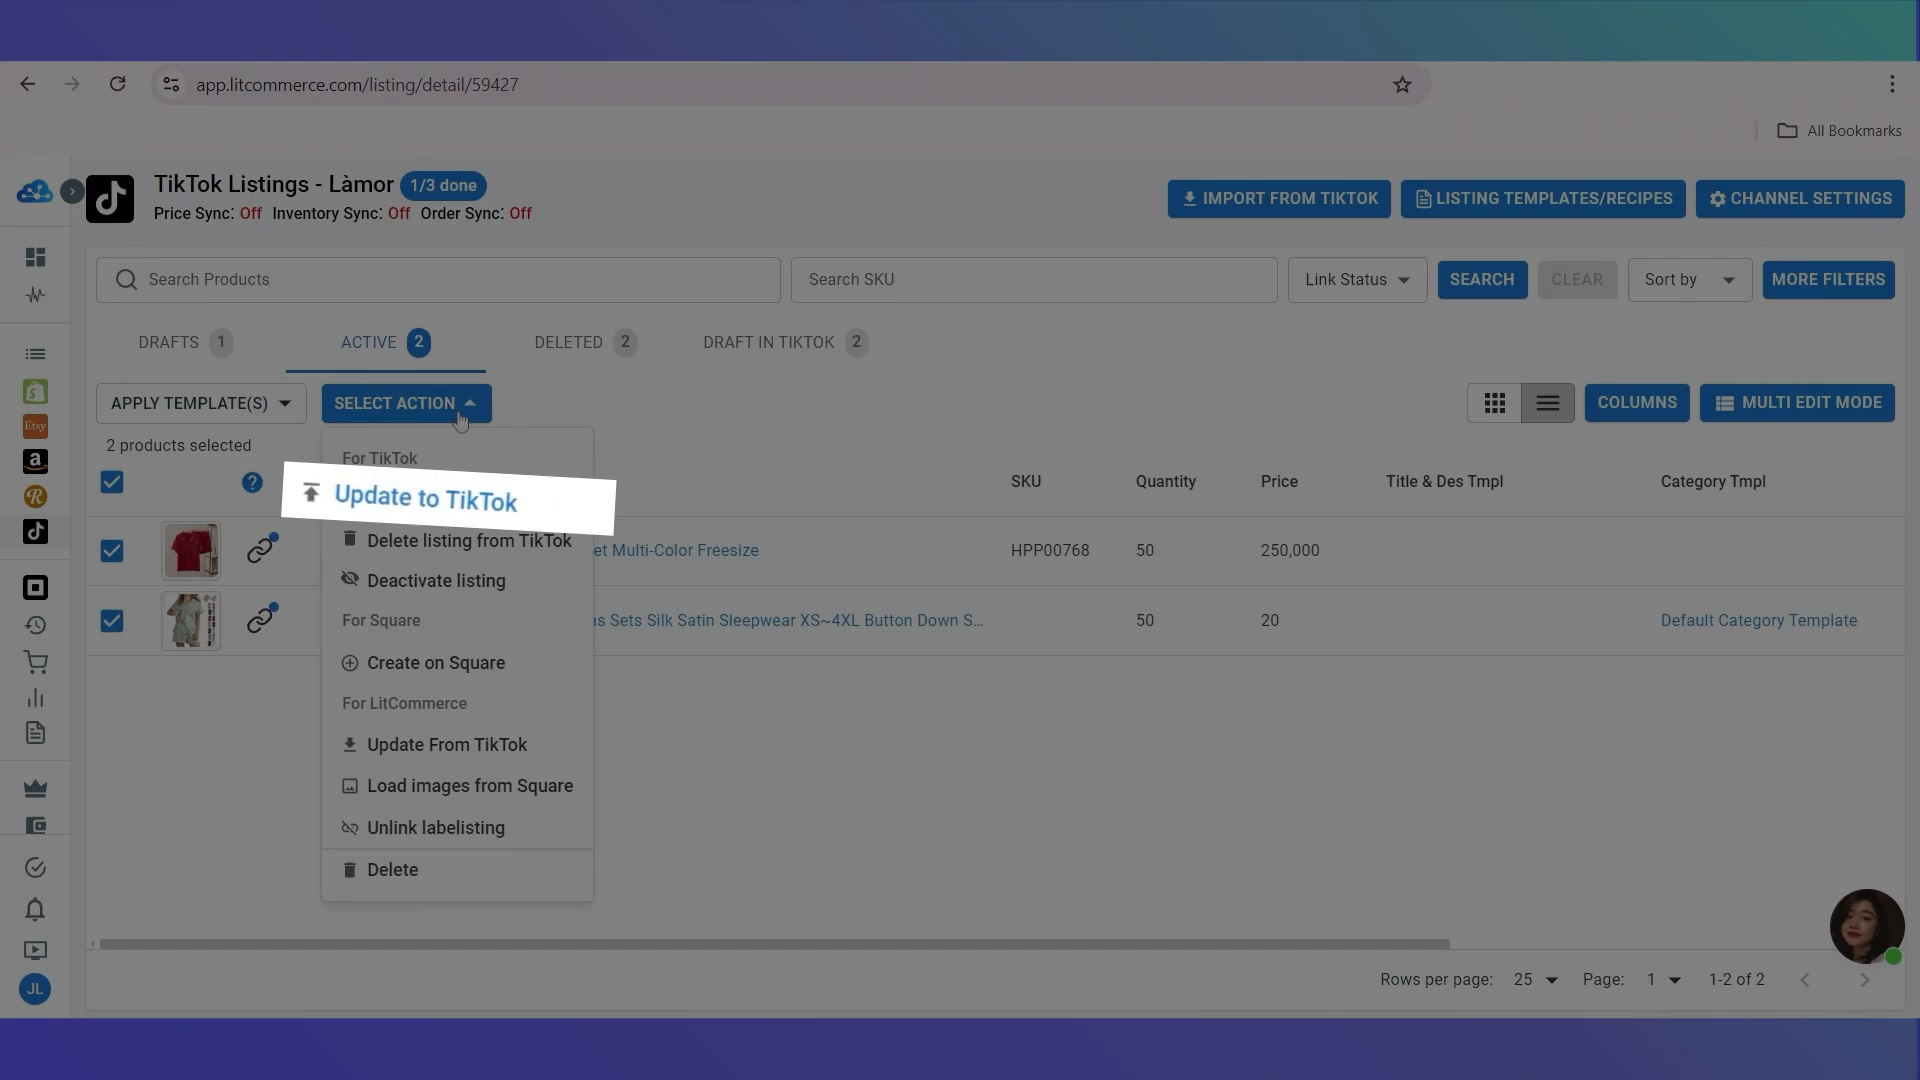 app.litcommerce.com/listing/detail/59427
All Bookmarks
TikTok Listings - Làmor 1/3 done
Price Sync: Off Inventory Sync: Off Order Sync: Off
IMPORT FROM TIKTOK
LISTING TEMPLATES/RECIPES
CHANNEL SETTINGS
Search Products
Search SKU
Link Status
SEARCH
CLEAR
Sort by
MORE FILTERS
DRAFTS 1
ACTIVE 2
DELETED 2
DRAFT IN TIKTOK 2
APPLY TEMPLATE(S)
SELECT ACTION
COLUMNS
MULTI EDIT MODE
2 products selected
For TikTok
Update to TikTok
Delete listing from TikTok
Deactivate listing
For Square
Create on Square
For LitCommerce
Update From TikTok
Load images from Square
Unlink labelisting
Delete
SKU Quantity Price Title & Des Tmpl Category Tmpl
et Multi-Color Freesize HPP00768 50 250,000
s Sets Silk Satin Sleepwear XS~4XL Button Down S... 50 20 Default Category Template
Etsy
JL
Rows per page: 25 Page: 1 1-2 of 2